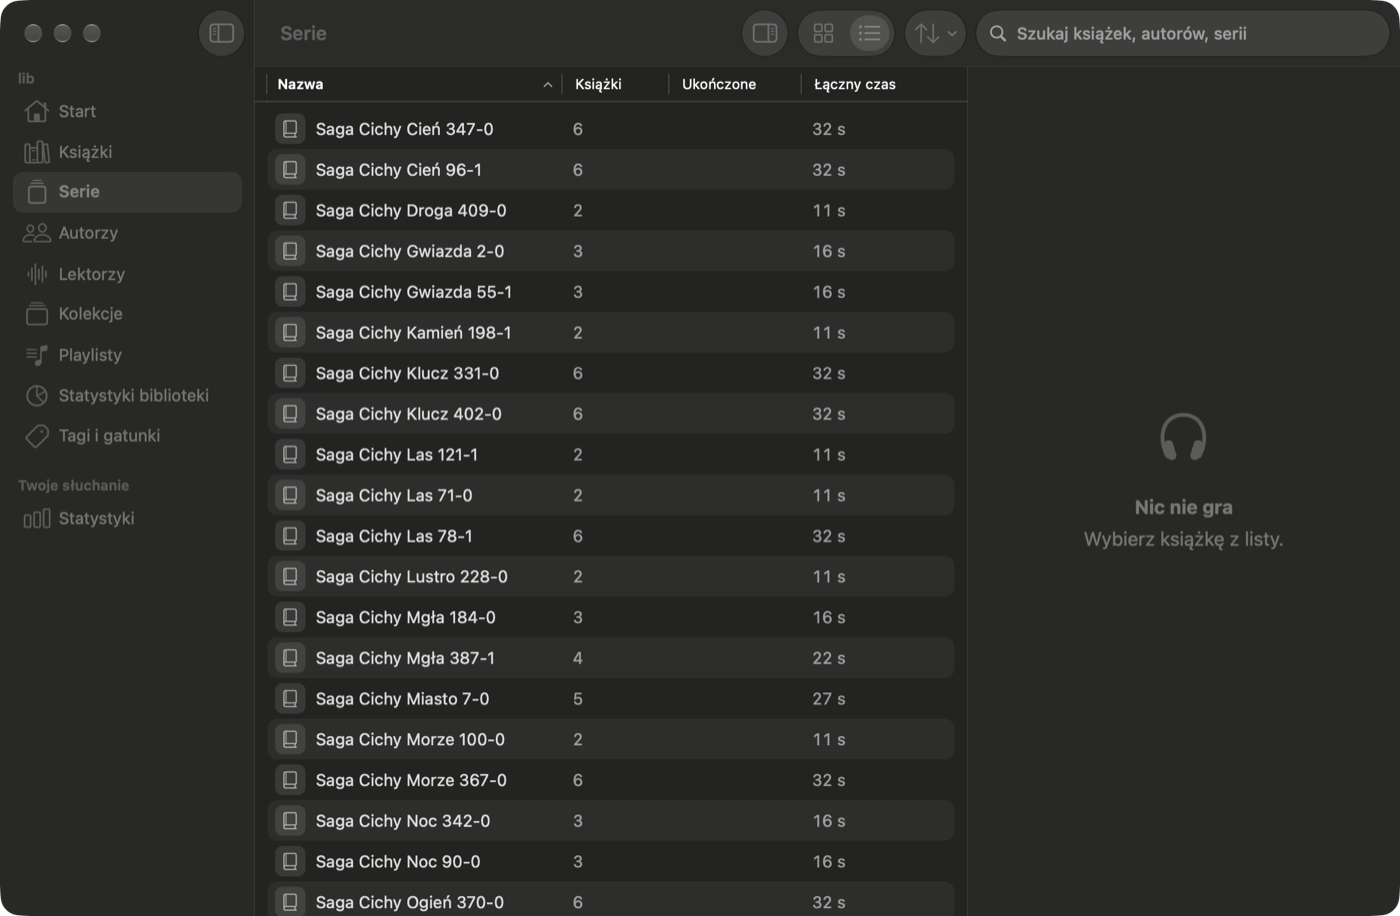 Serie
Szukaj książek, autorów, serii
lib
Start
Książki
Serie
Autorzy
Lektorzy
Kolekcje
Playlisty
Statystyki biblioteki
Tagi i gatunki
Twoje słuchanie
Statystyki
Nazwa Książki Ukończone Łączny czas
Saga Cichy Cień 347-0 6 32 s
Saga Cichy Cień 96-1 6 32 s
Saga Cichy Droga 409-0 2 11 s
Saga Cichy Gwiazda 2-0 3 16 s
Saga Cichy Gwiazda 55-1 3 16 s
Saga Cichy Kamień 198-1 2 11 s
Saga Cichy Klucz 331-0 6 32 s
Saga Cichy Klucz 402-0 6 32 s
Saga Cichy Las 121-1 2 11 s
Saga Cichy Las 71-0 2 11 s
Saga Cichy Las 78-1 6 32 s
Saga Cichy Lustro 228-0 2 11 s
Saga Cichy Mgła 184-0 3 16 s
Saga Cichy Mgła 387-1 4 22 s
Saga Cichy Miasto 7-0 5 27 s
Saga Cichy Morze 100-0 2 11 s
Saga Cichy Morze 367-0 6 32 s
Saga Cichy Noc 342-0 3 16 s
Saga Cichy Noc 90-0 3 16 s
Saga Cichy Ogień 370-0 6 32 s
Nic nie gra
Wybierz książkę z listy.